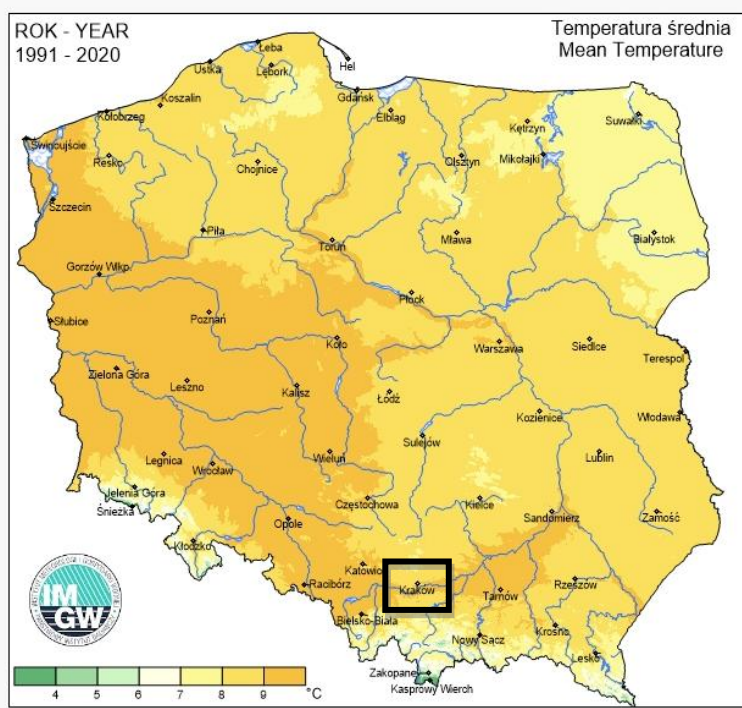 ROK - YEAR
1991 - 2020
Temperatura średnia
Mean Temperature
Łeba
Hel
Ustka
Lębork
Gdańsk
Koszalin
Kołobrzeg
Elbląg
Kętrzyn
Suwałki
Świnoujście
Resko
Chojnice
Olsztyn
Mikołajki
Szczecin
Piła
Toruń
Mława
Białystok
Gorzów Wlkp.
Płock
Słubice
Poznań
Koło
Warszawa
Siedlce
Terespol
Zielona Góra
Leszno
Kalisz
Łódź
Kozienice
Włodawa
Sulejów
Legnica
Wrocław
Wieluń
Lublin
Jelenia Góra
Śnieżka
Częstochowa
Kielce
Sandomierz
Zamość
Opole
Kłodzko
Katowic
Kraków
Racibórz
Tarnów
Rzeszów
Bielsko-Biała
Nowy Sącz
Krosno
Lesko
Zakopane
Kasprowy Wierch
IM
GW
4 5 6 7 8 9 °C